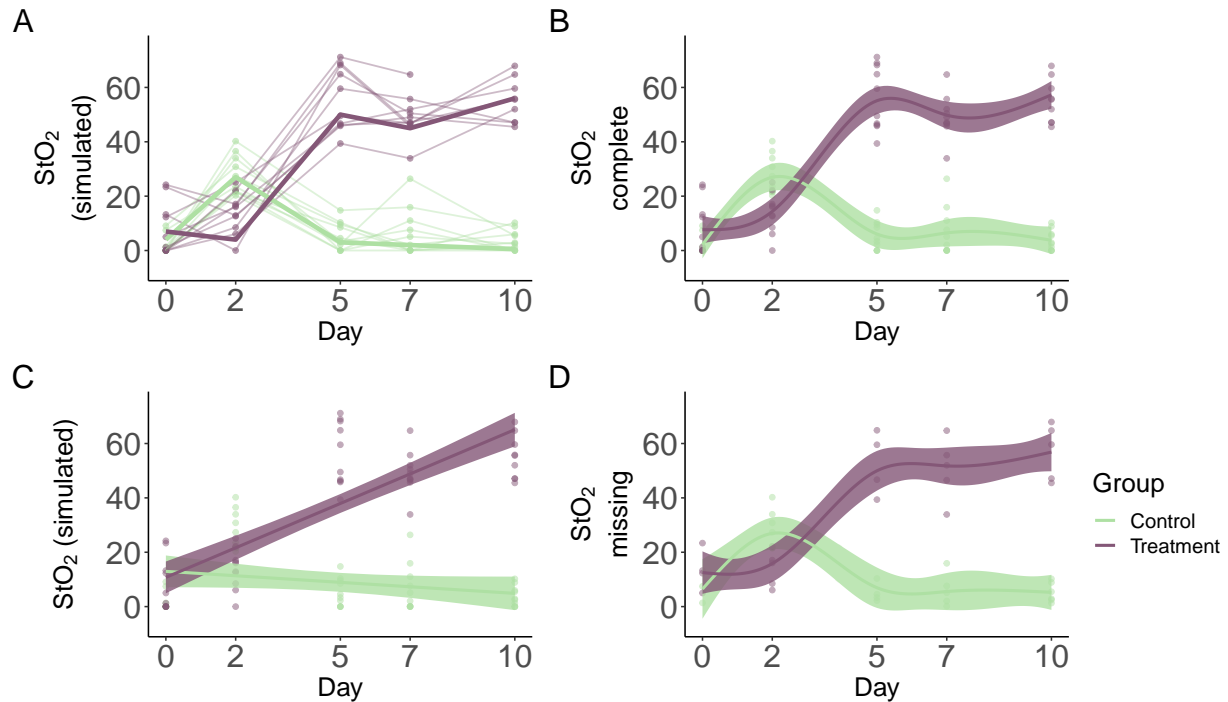 A
StO₂
(simulated)
60
40
20
0
0 2 5 7 10
Day
B
StO₂
complete
60
40
20
0
0 2 5 7 10
Day
C
StO₂ (simulated)
60
40
20
0
0 2 5 7 10
Day
D
StO₂
missing
60
40
20
0
0 2 5 7 10
Day
Group
Control
Treatment